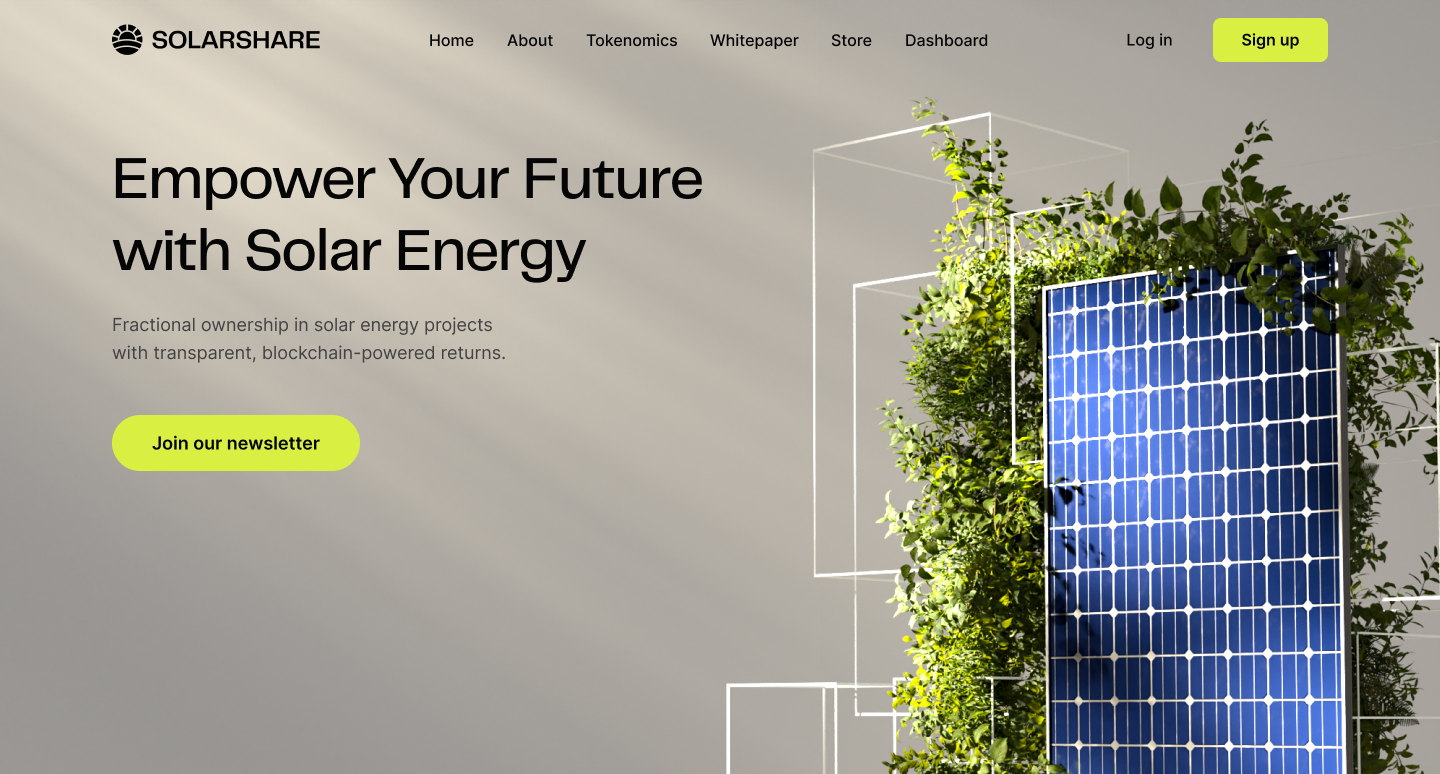 SOLARSHARE
Home About Tokenomics Whitepaper Store Dashboard
Log in
Sign up
Empower Your Future
with Solar Energy
Fractional ownership in solar energy projects
with transparent, blockchain-powered returns.
Join our newsletter